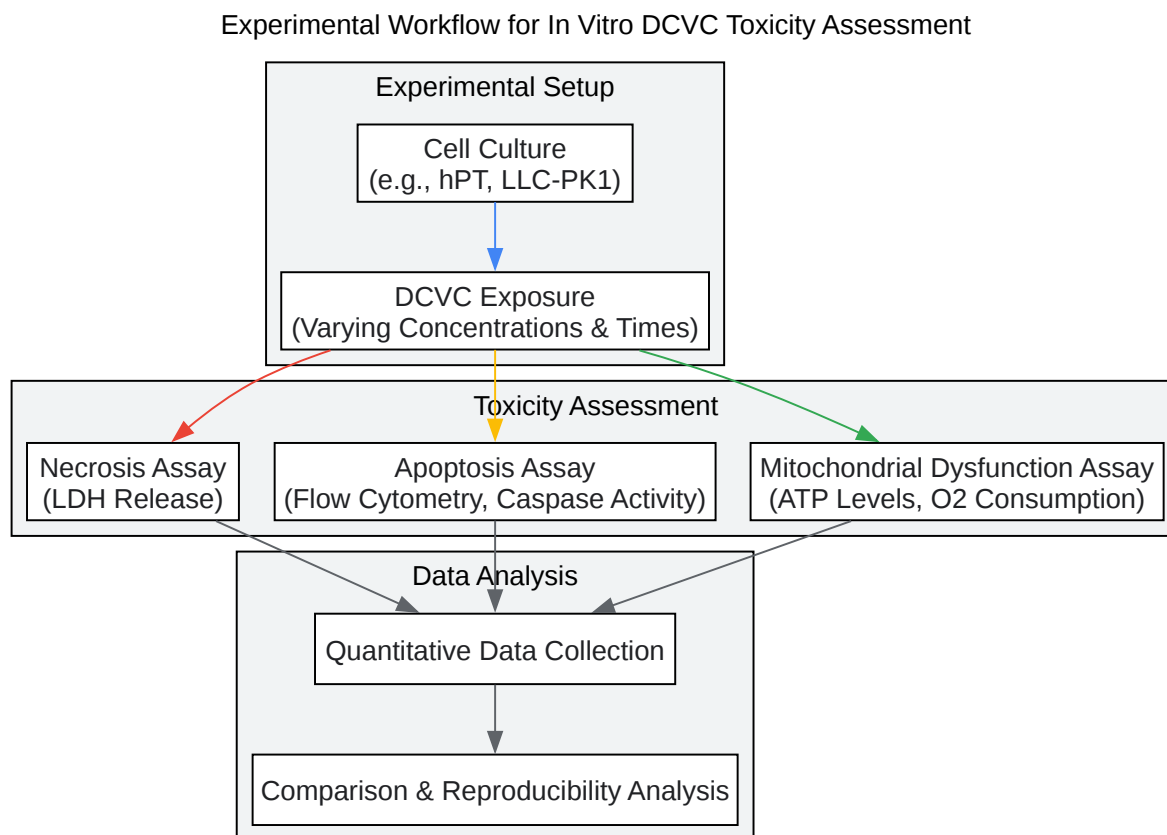 Experimental Workflow for In Vitro DCVC Toxicity Assessment
Experimental Setup
Cell Culture
(e.g., hPT, LLC-PK1)
DCVC Exposure
(Varying Concentrations & Times)
Toxicity Assessment
Necrosis Assay
(LDH Release)
Apoptosis Assay
(Flow Cytometry, Caspase Activity)
Mitochondrial Dysfunction Assay
(ATP Levels, O2 Consumption)
Data Analysis
Quantitative Data Collection
Comparison & Reproducibility Analysis